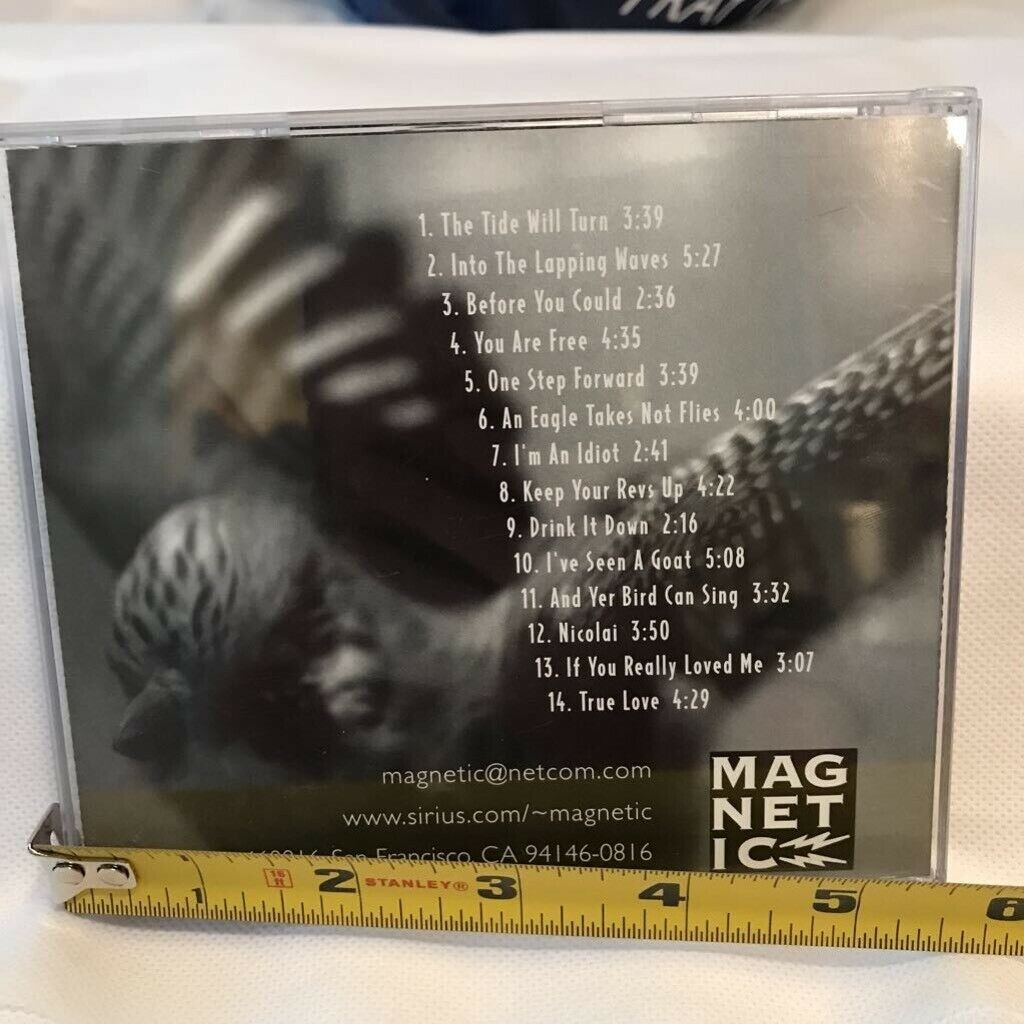 1. The Tide Will Turn 3:39
2. Into The Lapping Waves 5:27
3. Before You Could 2:36
4. You Are Free 4:35
5. One Step Forward 3:39
6. An Eagle Takes Not Flies 4:00
7. I'm An Idiot 2:41
8. Keep Your Revs Up 4:22
9. Drink It Down 2:16
10. I've Seen A Goat 5:08
11. And Yer Bird Can Sing 3:32
12. Nicolai 3:50
13. If You Really Loved Me 3:07
14. True Love 4:29
magnetic@netcom.com
www.sirius.com/~magnetic
San Francisco, CA 94146-0816
MAG
NET
IC
1 16 ft 2 STANLEY® 3 4 5 6